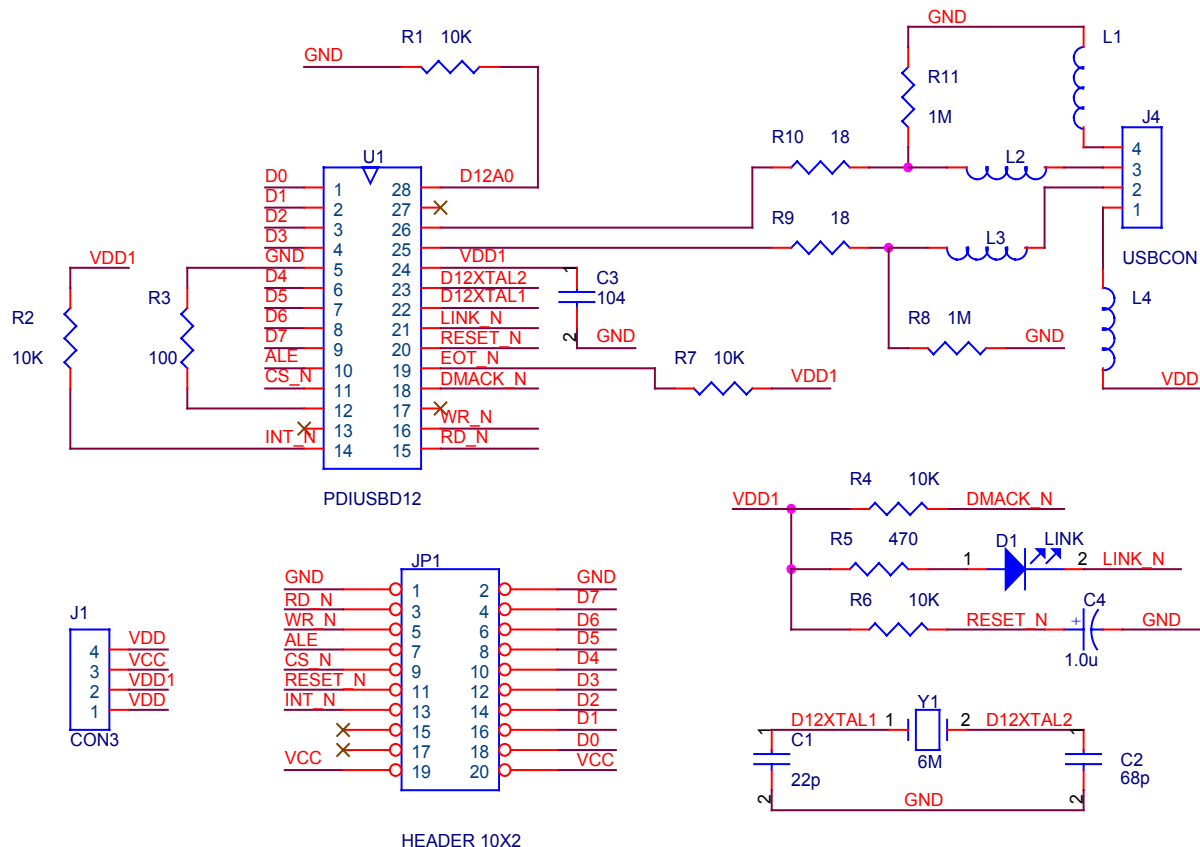 GND
R1 10K
GND
L1
R11
1M
J4
R10 18
4
3
2
1
L2
USBCON
R9 18
L3
L4
R8 1M
GND
VDD
U1
D0 1 28 D12A0
D1 2 27
D2 3 26
D3 4 25
GND 5 24 VDD1
D4 6 23 D12XTAL2
D5 7 22 D12XTAL1
D6 8 21 LINK_N
D7 9 20 RESET_N
ALE 10 19 EOT_N
CS_N 11 18 DMACK_N
12 17
13 16 WR_N
INT_N 14 15 RD_N
PDIUSBD12
VDD1
R2
10K
R3
100
1
C3
104
2
GND
R7 10K
VDD1
VDD1
R4 10K
DMACK_N
R5 470
1
D1
LINK
2
LINK_N
R6 10K
RESET_N
C4
+
1.0u
GND
J1
4 VDD
3 VCC
2 VDD1
1 VDD
CON3
JP1
GND 1 2 GND
RD_N 3 4 D7
WR_N 5 6 D6
ALE 7 8 D5
CS_N 9 10 D4
RESET_N 11 12 D3
INT_N 13 14 D2
15 16 D1
17 18 D0
VCC 19 20 VCC
HEADER 10X2
Y1
D12XTAL1 1 2 D12XTAL2
6M
1
C1
22p
2
1
C2
68p
2
GND